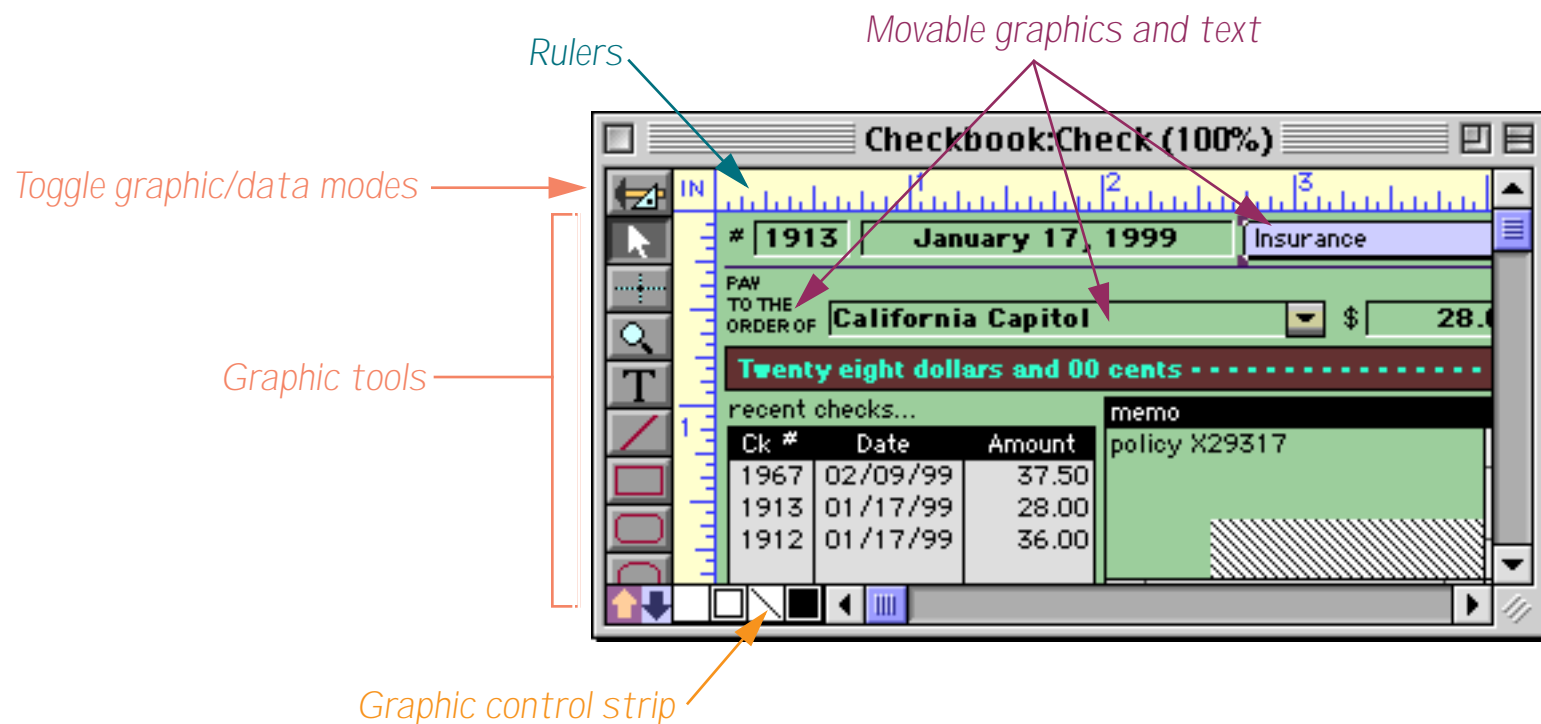 Movable graphics and text
Rulers
Checkbook:Check (100%)
Toggle graphic/data modes
IN 1 2 3
# 1913 January 17, 1999 Insurance
PAY
TO THE
ORDER OF California Capitol $ 28.
Graphic tools
T
Twenty eight dollars and 00 cents - - - - - - - - - - - - - - - -
recent checks... memo
1
Ck # Date Amount policy X29317
1967 02/09/99 37.50
1913 01/17/99 28.00
1912 01/17/99 36.00
Graphic control strip